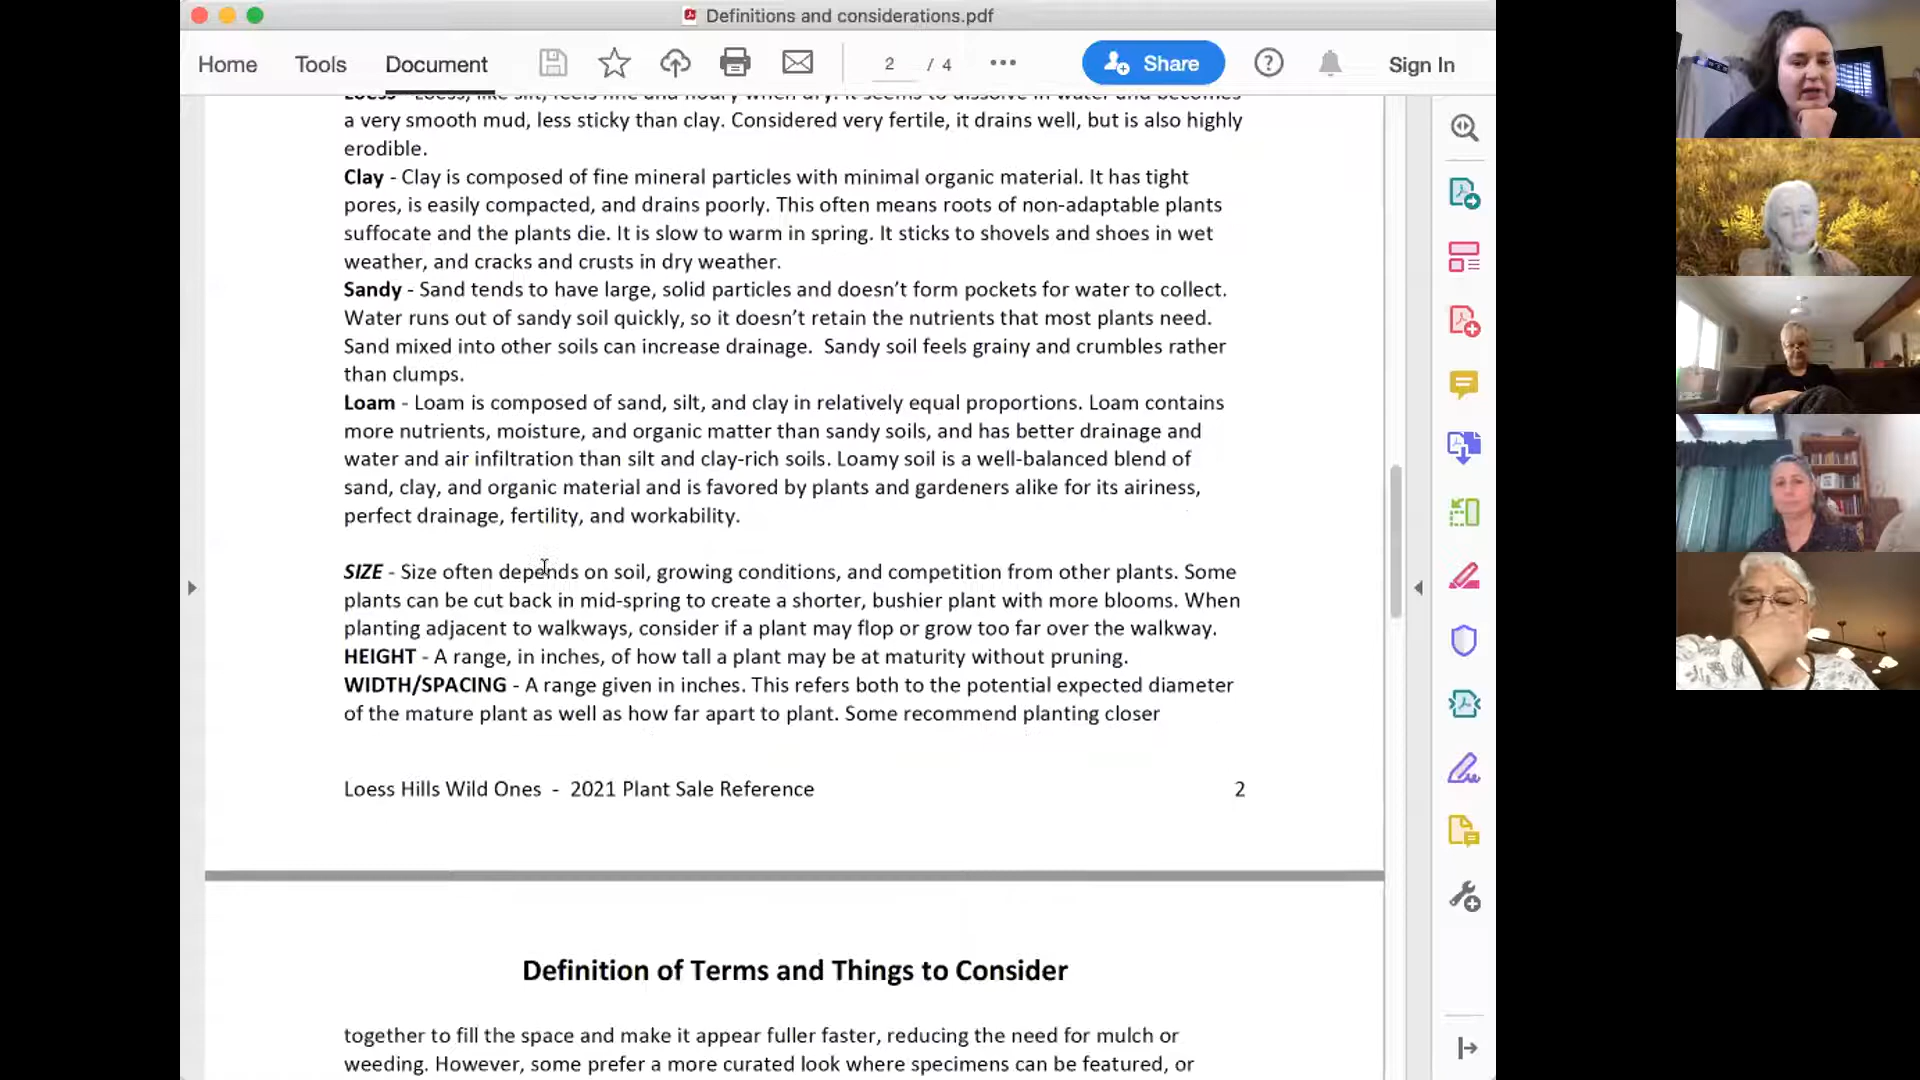 Definitions and considerations.pdf
Home Tools Document 2 / 4 Share Sign In
Loess - Loess, like silt, feels fine and floury when dry. It seems to dissolve in water and becomes
a very smooth mud, less sticky than clay. Considered very fertile, it drains well, but is also highly
erodible.
Clay - Clay is composed of fine mineral particles with minimal organic material. It has tight
pores, is easily compacted, and drains poorly. This often means roots of non-adaptable plants
suffocate and the plants die. It is slow to warm in spring. It sticks to shovels and shoes in wet
weather, and cracks and crusts in dry weather.
Sandy - Sand tends to have large, solid particles and doesn’t form pockets for water to collect.
Water runs out of sandy soil quickly, so it doesn’t retain the nutrients that most plants need.
Sand mixed into other soils can increase drainage.  Sandy soil feels grainy and crumbles rather
than clumps.
Loam - Loam is composed of sand, silt, and clay in relatively equal proportions. Loam contains
more nutrients, moisture, and organic matter than sandy soils, and has better drainage and
water and air infiltration than silt and clay-rich soils. Loamy soil is a well-balanced blend of
sand, clay, and organic material and is favored by plants and gardeners alike for its airiness,
perfect drainage, fertility, and workability.
SIZE - Size often depends on soil, growing conditions, and competition from other plants. Some
plants can be cut back in mid-spring to create a shorter, bushier plant with more blooms. When
planting adjacent to walkways, consider if a plant may flop or grow too far over the walkway.
HEIGHT - A range, in inches, of how tall a plant may be at maturity without pruning.
WIDTH/SPACING - A range given in inches. This refers both to the potential expected diameter
of the mature plant as well as how far apart to plant. Some recommend planting closer
Loess Hills Wild Ones  -  2021 Plant Sale Reference 2
Definition of Terms and Things to Consider
together to fill the space and make it appear fuller faster, reducing the need for mulch or
weeding. However, some prefer a more curated look where specimens can be featured, or